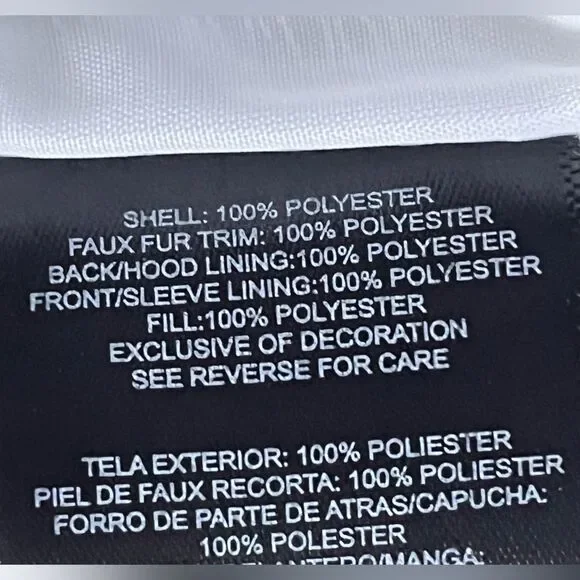 SHELL: 100% POLYESTER
FAUX FUR TRIM: 100% POLYESTER
BACK/HOOD LINING:100% POLYESTER
FRONT/SLEEVE LINING:100% POLYESTER
FILL:100% POLYESTER
EXCLUSIVE OF DECORATION
SEE REVERSE FOR CARE
TELA EXTERIOR: 100% POLIESTER
PIEL DE FAUX RECORTA: 100% POLIESTER
FORRO DE PARTE DE ATRAS/CAPUCHA:
100% POLESTER
DELANTERO/MANGA: